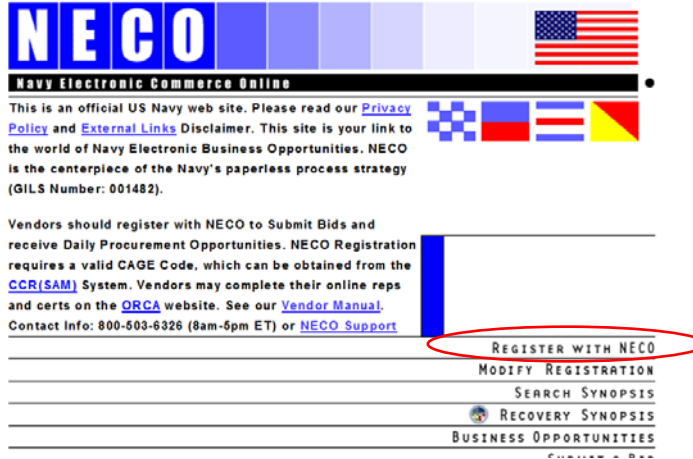 NECO
Navy Electronic Commerce Online
This is an official US Navy web site. Please read our Privacy
Policy and External Links Disclaimer. This site is your link to
the world of Navy Electronic Business Opportunities. NECO
is the centerpiece of the Navy's paperless process strategy
(GILS Number: 001482).
Vendors should register with NECO to Submit Bids and
receive Daily Procurement Opportunities. NECO Registration
requires a valid CAGE Code, which can be obtained from the
CCR(SAM) System. Vendors may complete their online reps
and certs on the ORCA website. See our Vendor Manual.
Contact Info: 800-503-6326 (8am-5pm ET) or NECO Support
REGISTER WITH NECO
MODIFY REGISTRATION
SEARCH SYNOPSIS
RECOVERY SYNOPSIS
BUSINESS OPPORTUNITIES
SUBMIT A BID